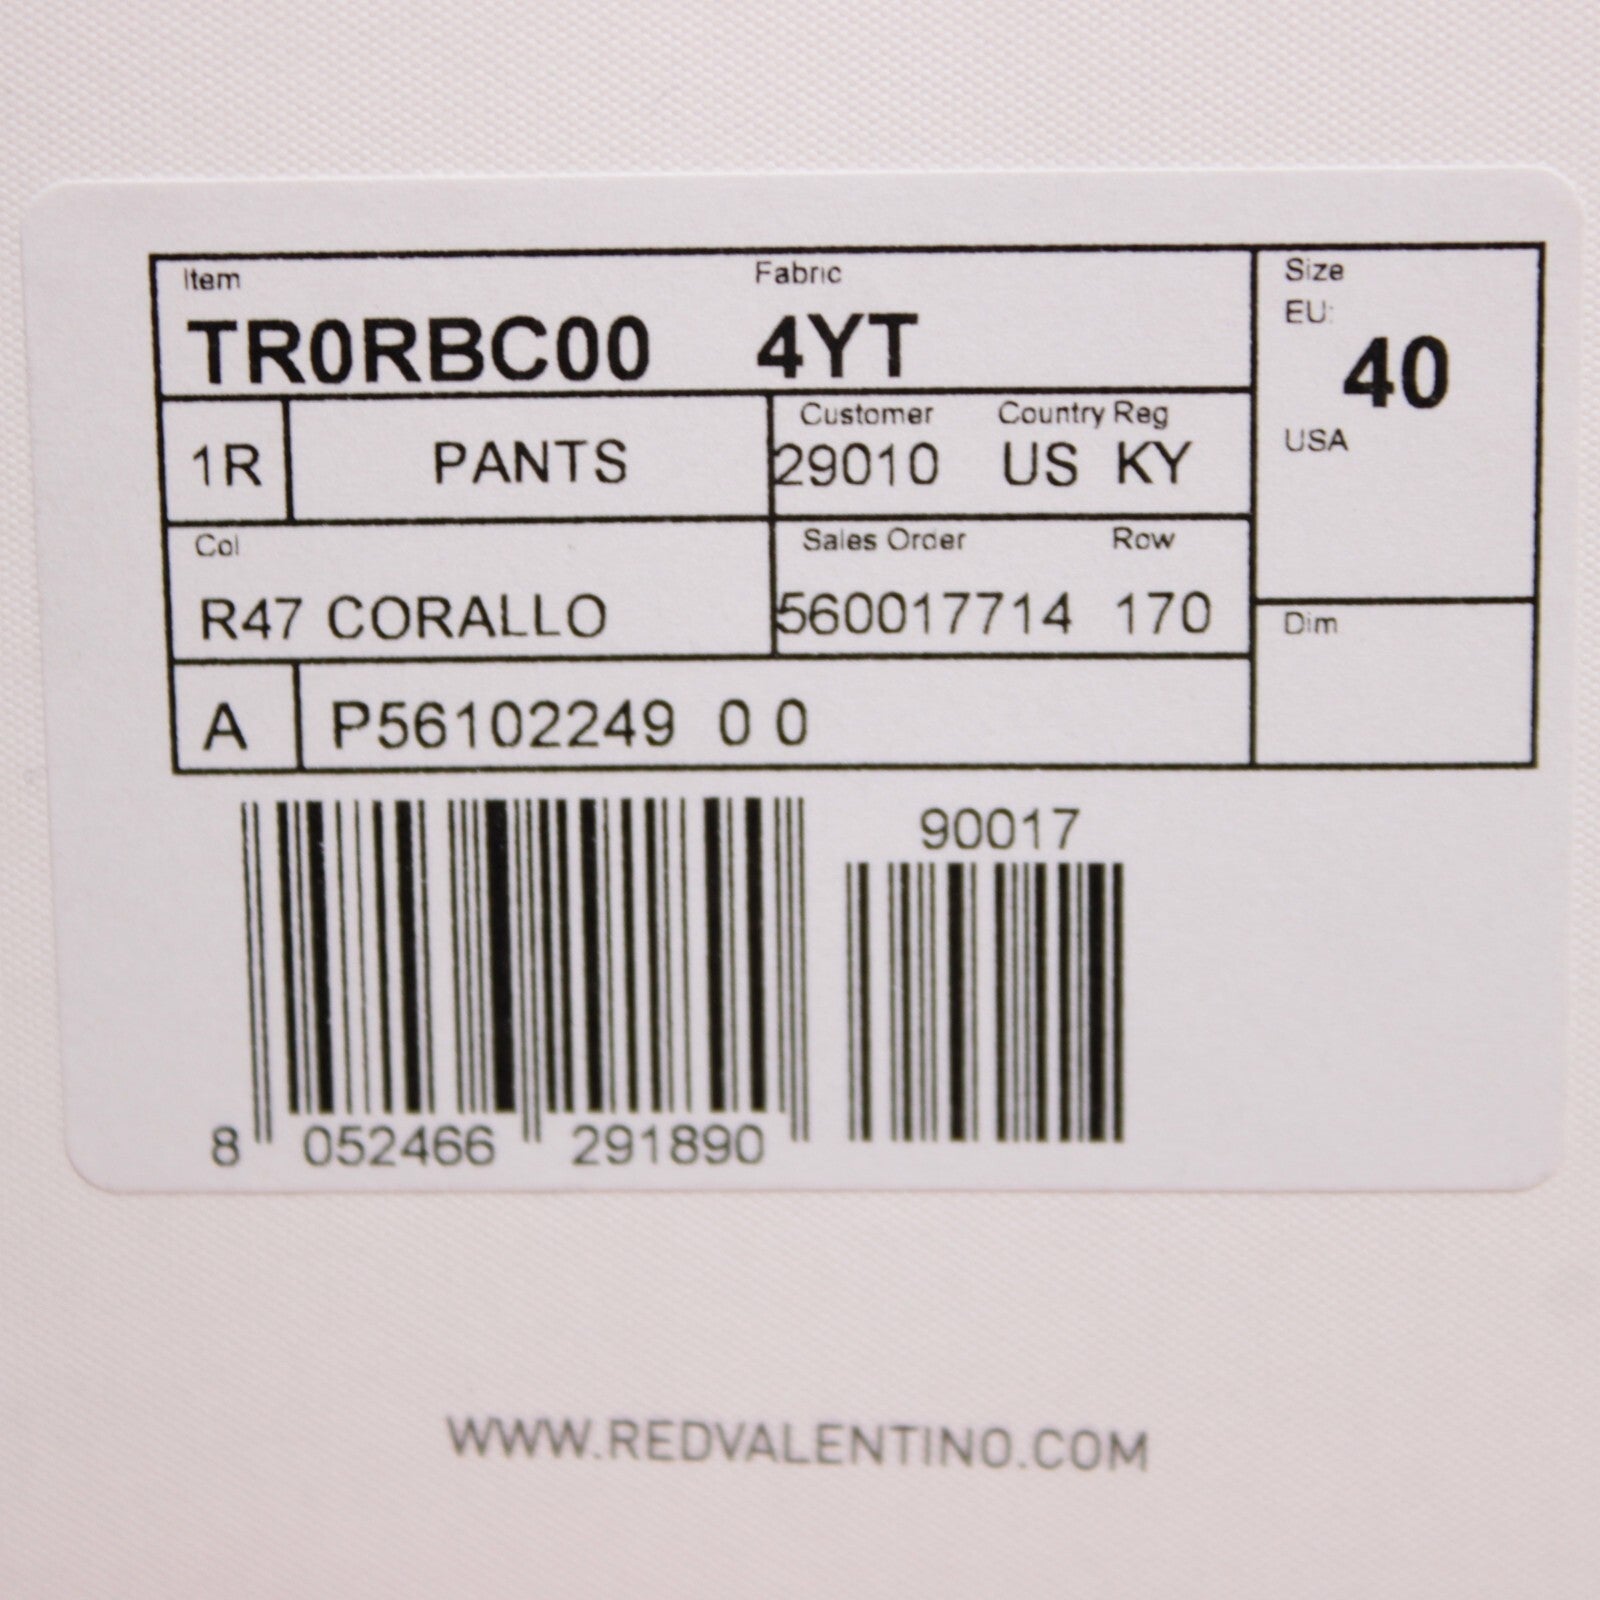 Item Fabric Size
TR0RBC00 4YT EU:
40
1R PANTS Customer Country Reg
29010 US KY USA
Col Sales Order Row
R47 CORALLO 560017714 170 Dim
A P56102249 0 0
90017
8 052466 291890
WWW.REDVALENTINO.COM